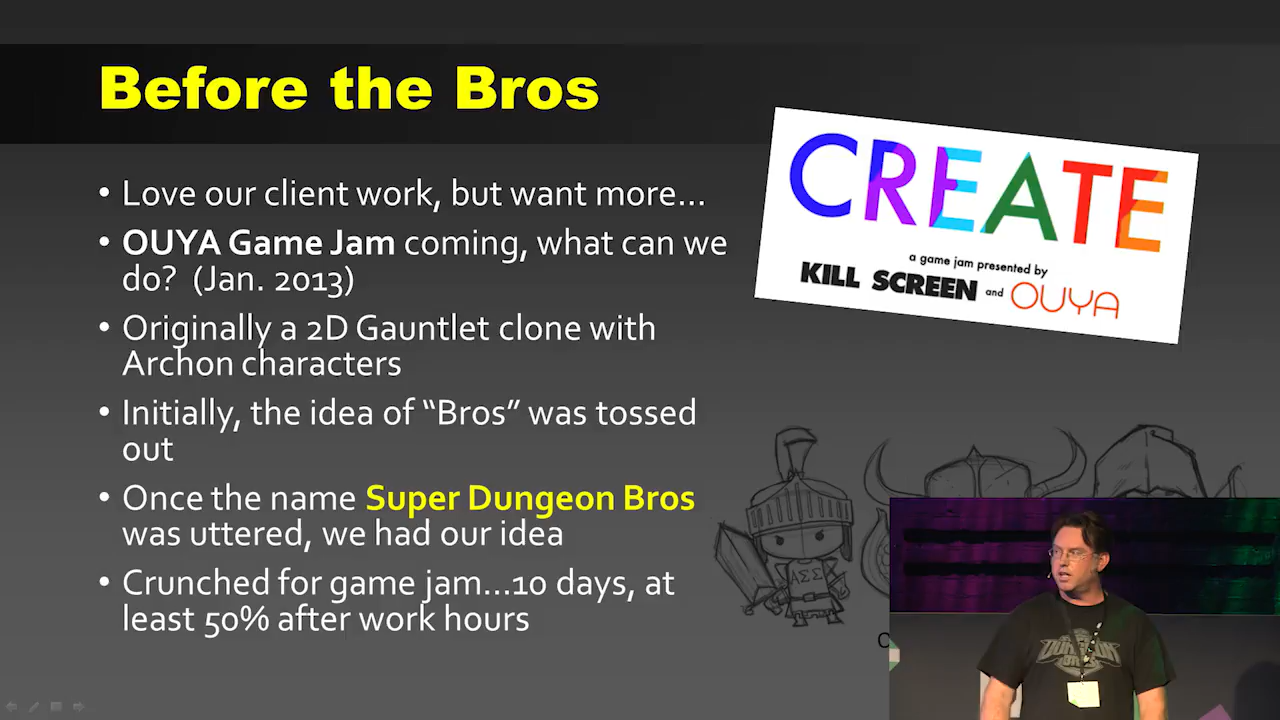 Before the Bros
CREATE
a game jam presented by
KILL SCREEN and OUYA
• Love our client work, but want more…
• OUYA Game Jam coming, what can we
do?  (Jan. 2013)
• Originally a 2D Gauntlet clone with
Archon characters
• Initially, the idea of “Bros” was tossed
out
• Once the name Super Dungeon Bros
was uttered, we had our idea
• Crunched for game jam…10 days, at
least 50% after work hours
ΑΣΣ
DUNGEON
BROS